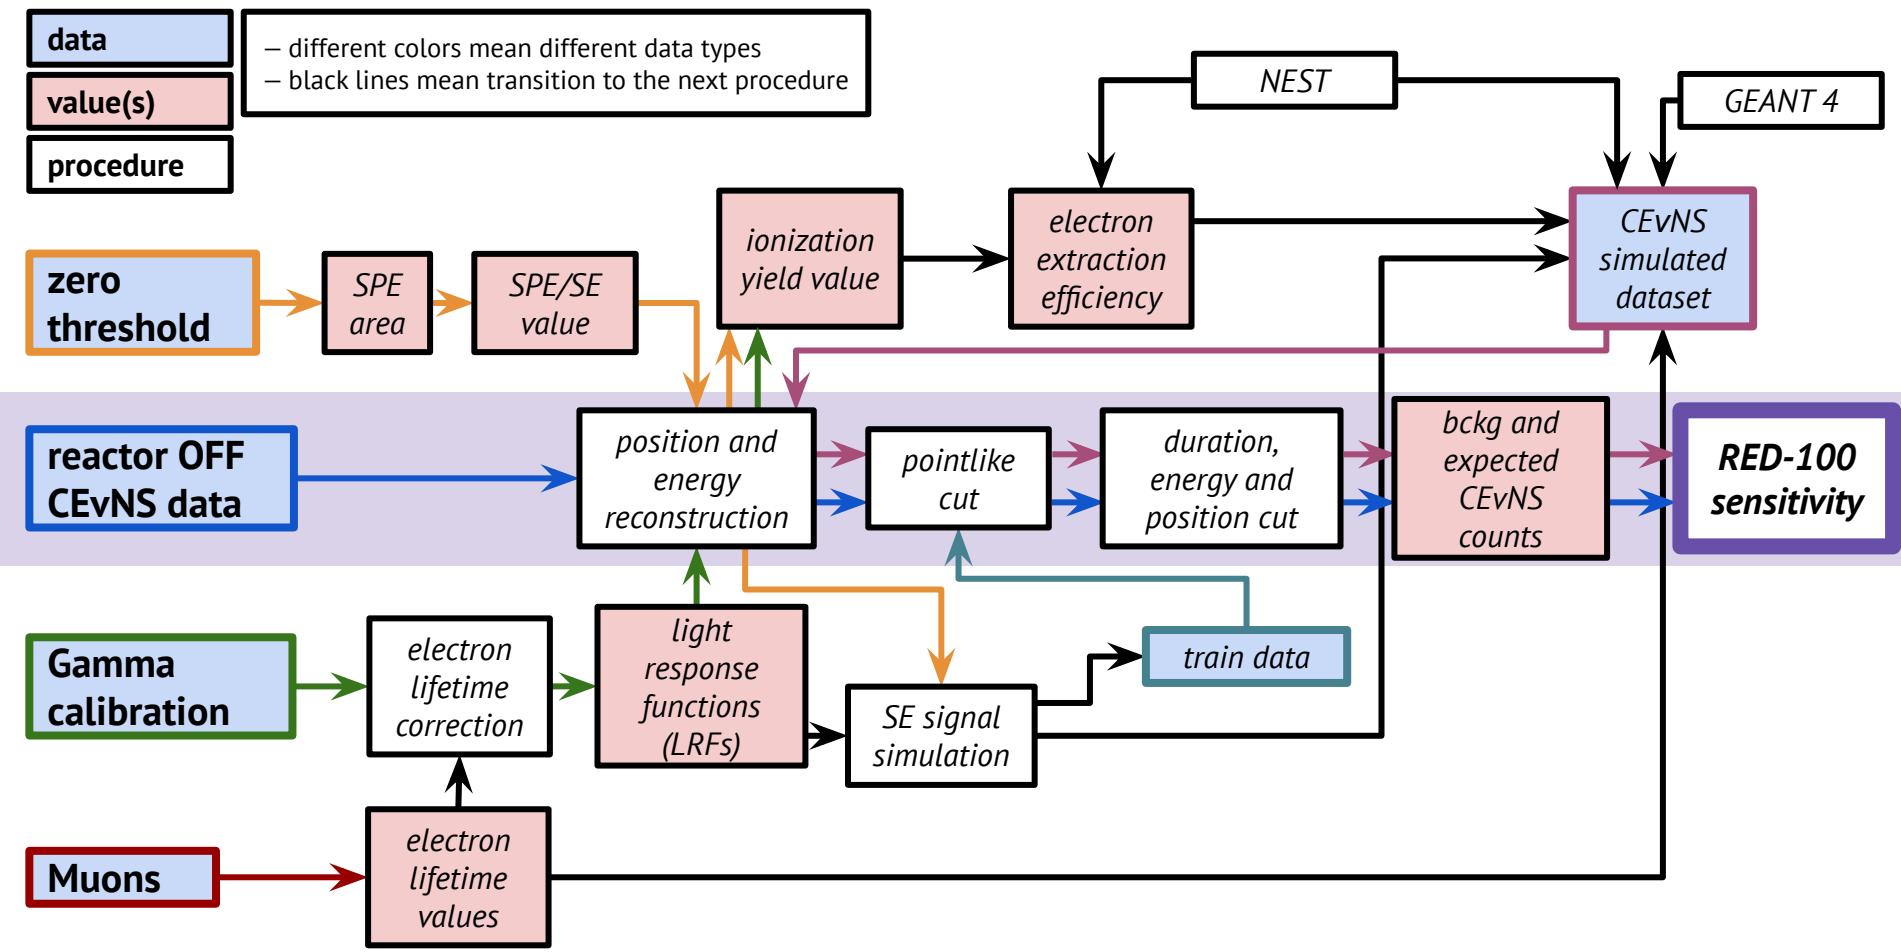 data
value(s)
procedure
– different colors mean different data types
– black lines mean transition to the next procedure
NEST
GEANT 4
zero
threshold
SPE
area
SPE/SE
value
ionization
yield value
electron
extraction
efficiency
CEvNS
simulated
dataset
reactor OFF
CEvNS data
position and
energy
reconstruction
pointlike
cut
duration,
energy and
position cut
bckg and
expected
CEvNS
counts
RED-100
sensitivity
Gamma
calibration
electron
lifetime
correction
light
response
functions
(LRFs)
SE signal
simulation
train data
Muons
electron
lifetime
values